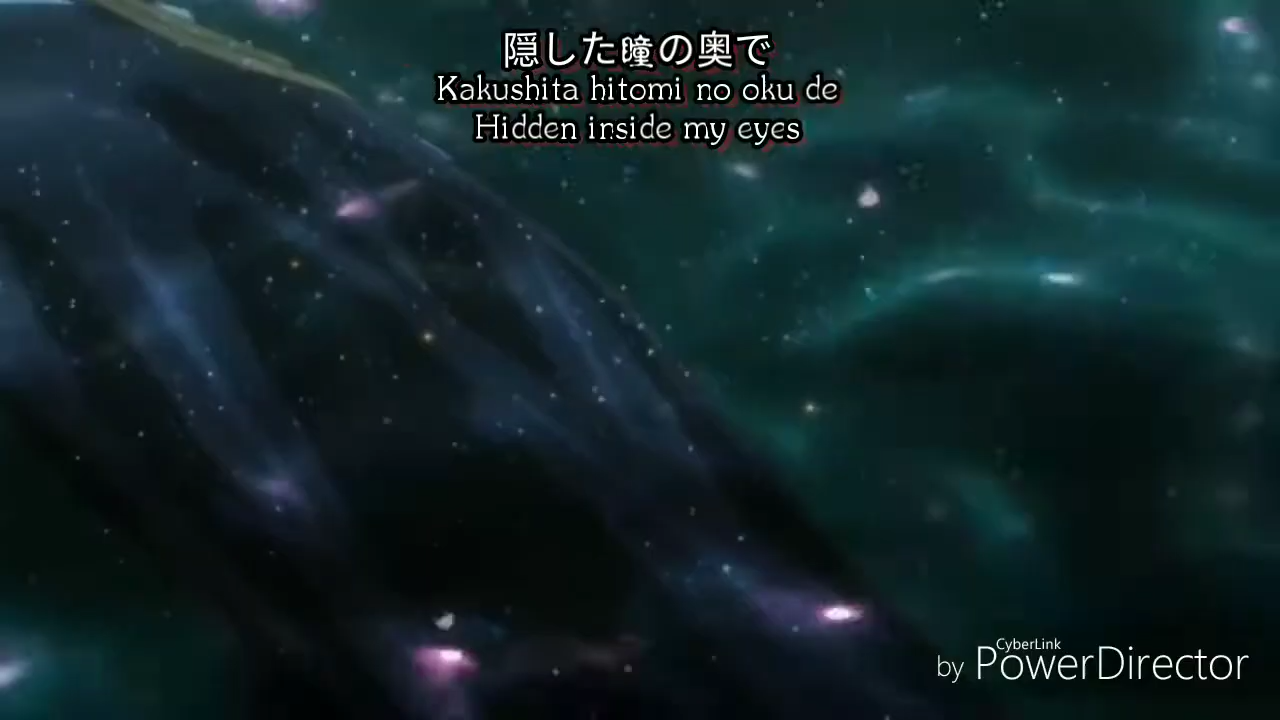 隠した瞳の奥で
Kakushita hitomi no oku de
Hidden inside my eyes
CyberLink
by PowerDirector